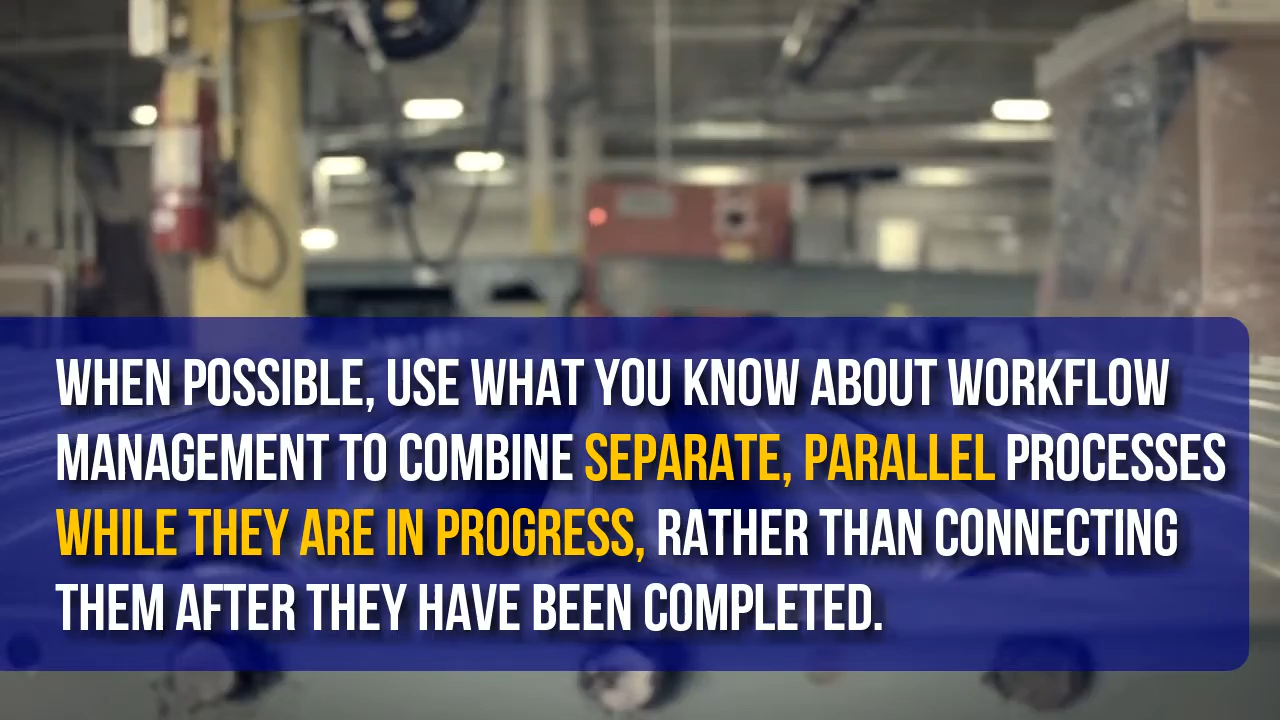 WHEN POSSIBLE, USE WHAT YOU KNOW ABOUT WORKFLOW
MANAGEMENT TO COMBINE SEPARATE, PARALLEL PROCESSES
WHILE THEY ARE IN PROGRESS, RATHER THAN CONNECTING
THEM AFTER THEY HAVE BEEN COMPLETED.